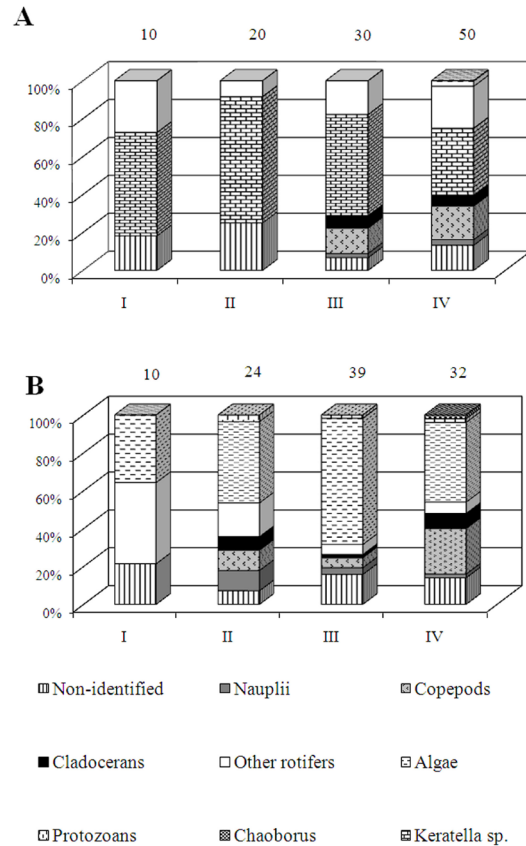 A
10 20 30 50
100%
80%
60%
40%
20%
0%
I II III IV
B
10 24 39 32
100%
80%
60%
40%
20%
0%
I II III IV
Non-identified Nauplii Copepods
Cladocerans Other rotifers Algae
Protozoans Chaoborus Keratella sp.